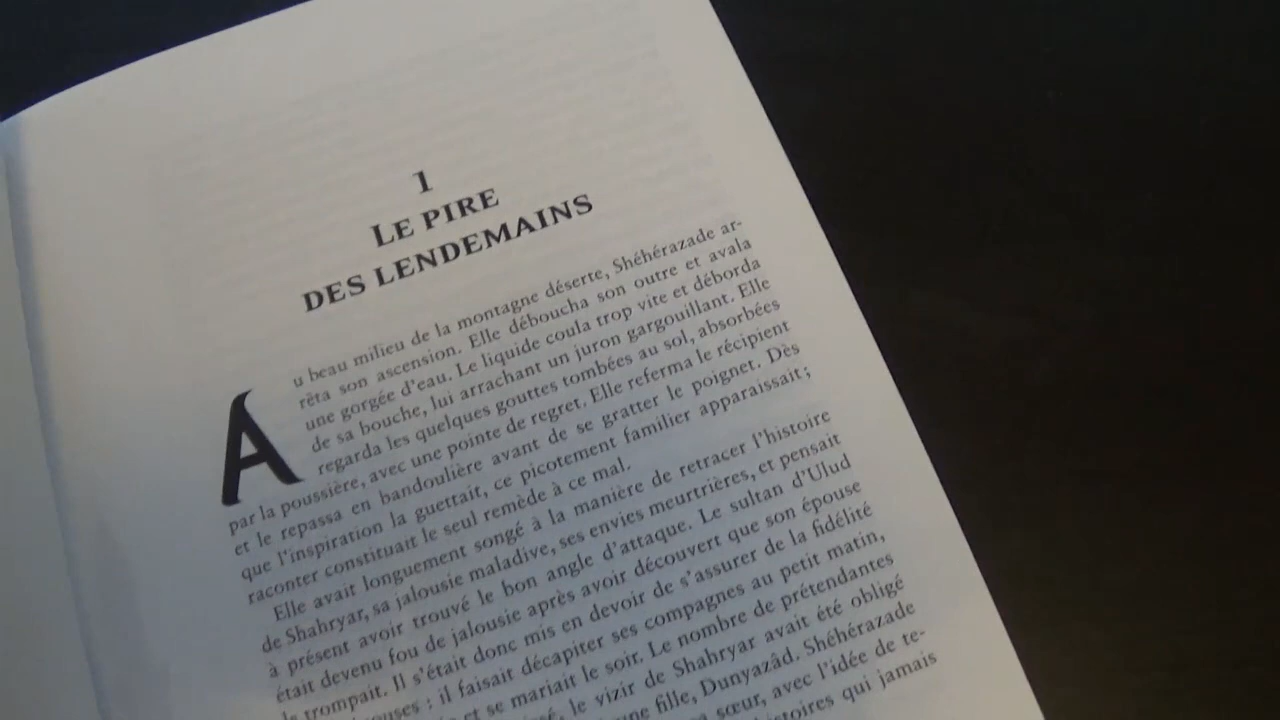 1
LE PIRE
DES LENDEMAINS
Au beau milieu de la montagne déserte, Shéhérazade ar-
rêta son ascension. Elle déboucha son outre et avala
une gorgée d'eau. Le liquide coula trop vite et déborda
de sa bouche, lui arrachant un juron gargouillant. Elle
regarda les quelques gouttes tombées au sol, absorbées
par la poussière, avec une pointe de regret. Elle referma le récipient
et le repassa en bandoulière avant de se gratter le poignet. Dès
que l'inspiration la guettait, ce picotement familier apparaissait ;
raconter constituait le seul remède à ce mal.
Elle avait longuement songé à la manière de retracer l'histoire
de Shahryar, sa jalousie maladive, ses envies meurtrières, et pensait
à présent avoir trouvé le bon angle d'attaque. Le sultan d'Ulud
était devenu fou de jalousie après avoir découvert que son épouse
le trompait. Il s'était donc mis en devoir de s'assurer de la fidélité
: il faisait décapiter ses compagnes au petit matin,
et se mariait le soir. Le nombre de prétendantes
le vizir de Shahryar avait été obligé
fille, Dunyazâd. Shéhérazade
sœur, avec l'idée de te-
histoires qui jamais